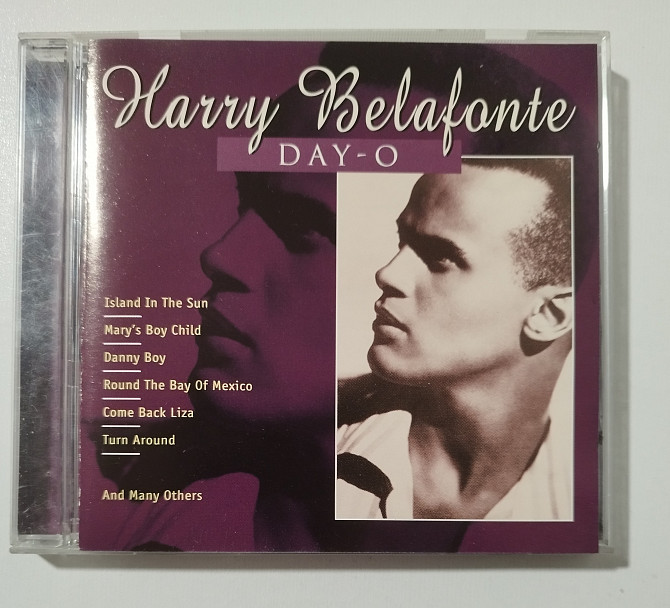 Harry Belafonte
DAY-O
Island In The Sun
Mary's Boy Child
Danny Boy
Round The Bay Of Mexico
Come Back Liza
Turn Around
And Many Others